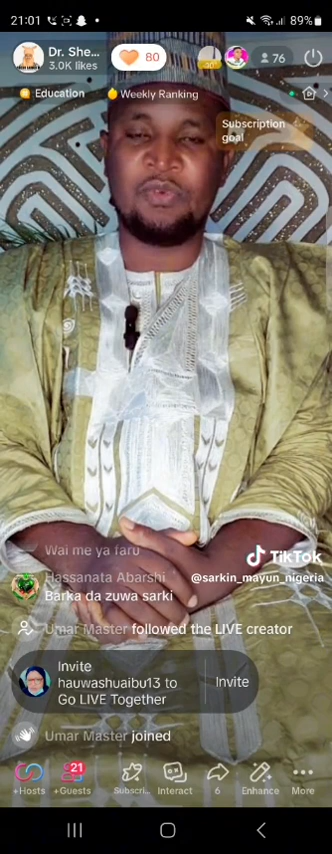 21:01
89%
Dr. She...
3.0K likes
80
76
Education
Weekly Ranking
Subscription
goal
Wai me ya faru
TikTok
@sarkin_mayun_nigeria
Hassanata Abarshi
Barka da zuwa sarki
Umar Master followed the LIVE creator
Invite
hauwashuaibu13 to
Go LIVE Together
Invite
Umar Master joined
21
+Hosts
+Guests
Subscri...
Interact
6
Enhance
More